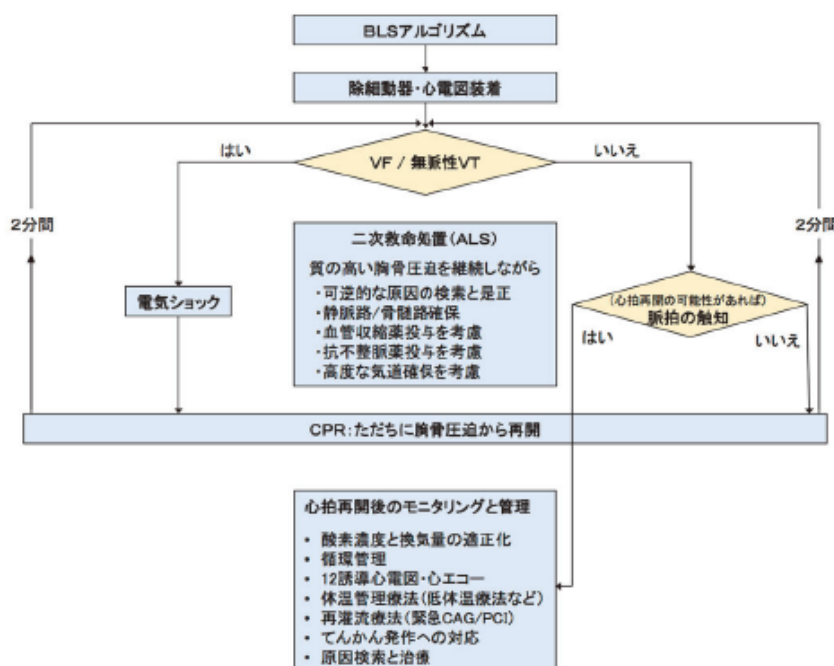 BLSアルゴリズム
除細動器・心電図装着
VF / 無脈性VT
はい
いいえ
2分間
2分間
二次救命処置(ALS)
質の高い胸骨圧迫を継続しながら
・可逆的な原因の検索と是正
・静脈路/骨髄路確保
・血管収縮薬投与を考慮
・抗不整脈薬投与を考慮
・高度な気道確保を考慮
電気ショック
(心拍再開の可能性があれば)
脈拍の触知
はい
いいえ
CPR:ただちに胸骨圧迫から再開
心拍再開後のモニタリングと管理
• 酸素濃度と換気量の適正化
• 循環管理
• 12誘導心電図・心エコー
• 体温管理療法(低体温療法など)
• 再灌流療法(緊急CAG/PCI)
• てんかん発作への対応
• 原因検索と治療